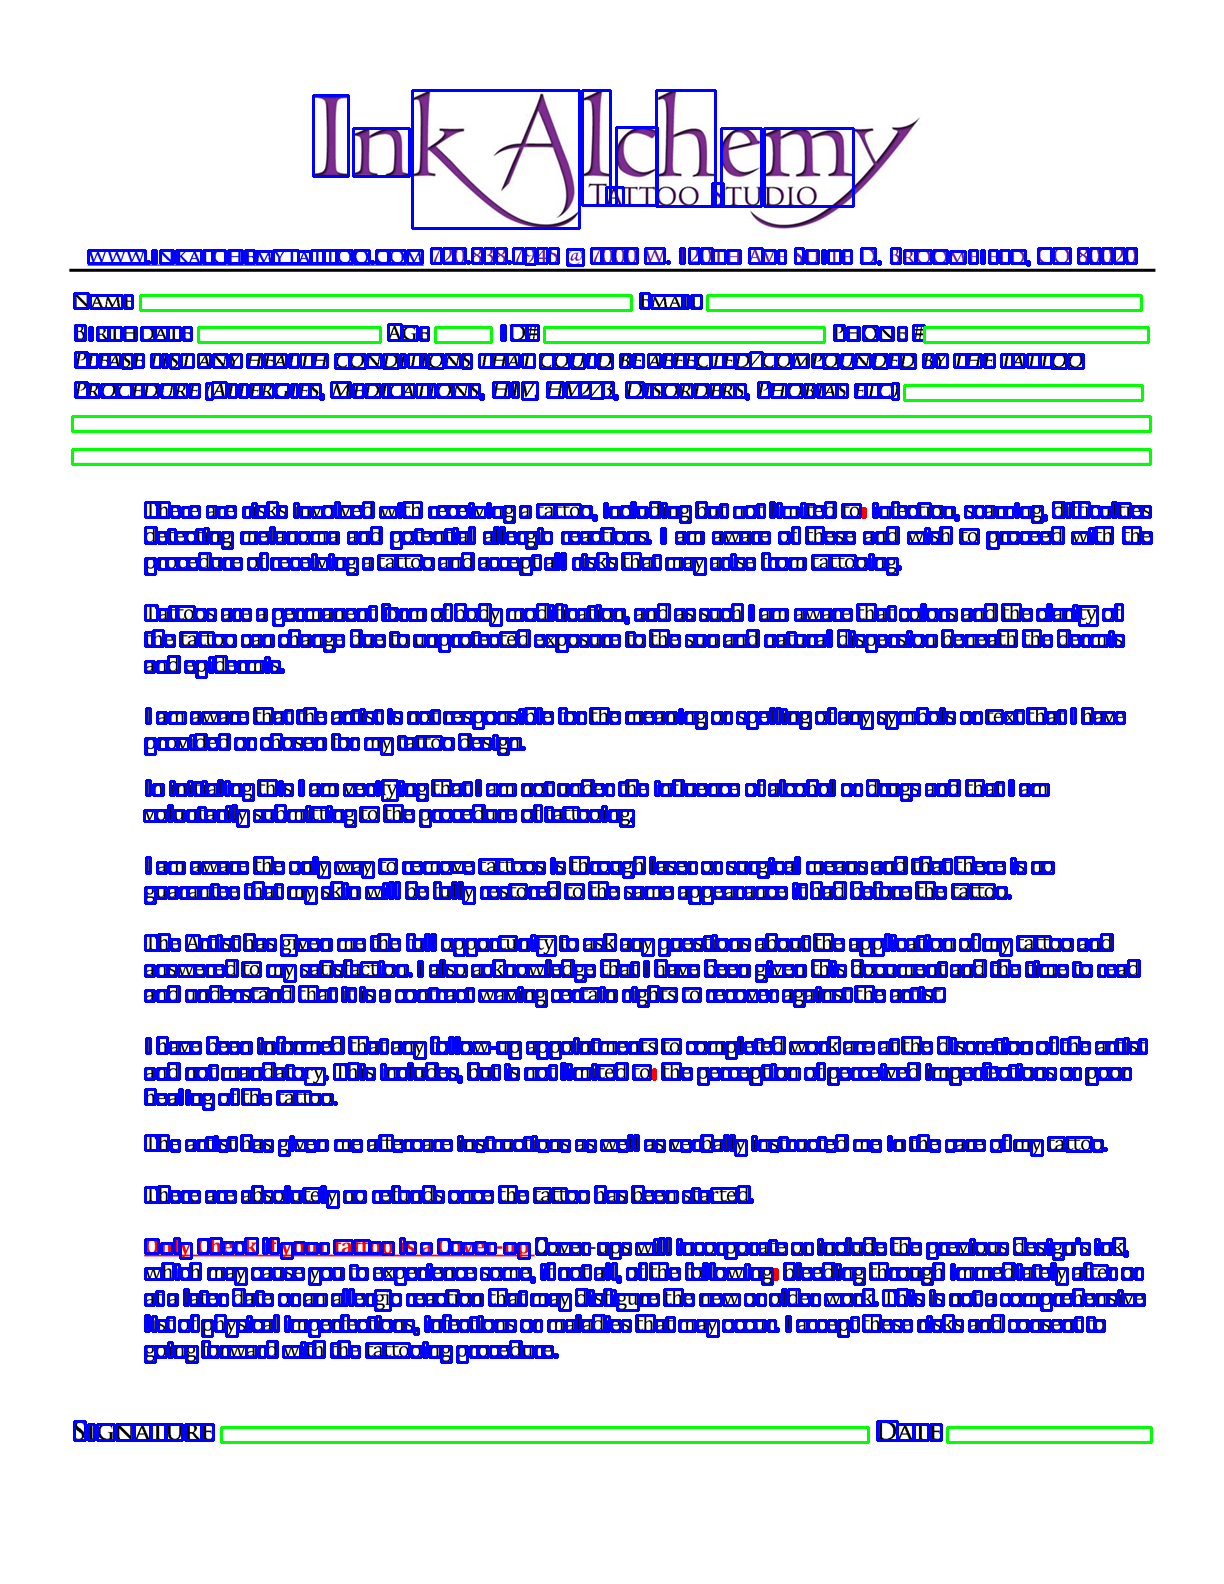 Ink Alchemy
Tattoo Studio
www.inkalchemytattoo.com 720.838.7948 @ 7000 W. 120th Ave Suite D, Broomfield, CO 80020
Name Email
Birthdate Age ID# Phone #
Please list any health conditions that could be affected/compounded by the tattoo
Procedure (Allergies, Medications, HIV, HV2/3, Disorders, Phobias etc)
There are risks involved with receiving a tattoo, including but not limited to: infection, scarring, difficulties
detecting melanoma and potential allergic reactions. I am aware of these and wish to proceed with the
procedure of receiving a tattoo and accept all risks that may arise from tattooing.
Tattoos are a permanent form of body modification, and as such I am aware that colors and the clarity of
the tattoo can change due to unprotected exposure to the sun and natural dispersion beneath the dermis
and epidermis.
I am aware that the artist is not responsible for the meaning or spelling of any symbols or text that I have
provided or chosen for my tattoo design.
In initialing this I am verifying that I am not under the influence of alcohol or drugs and that I am
voluntarily submitting to the procedure of tattooing.
I am aware the only way to remove tattoos is through laser or surgical means and that there is no
guarantee that my skin will be fully restored to the same appearance it had before the tattoo.
The Artist has given me the full opportunity to ask any questions about the application of my tattoo and
answered to my satisfaction. I also acknowledge that I have been given this document and the time to read
and understand that it is a contract waving certain rights to recover against the artist
I have been informed that any follow-up appointments to completed work are at the discretion of the artist
and not mandatory. This includes, but is not limited to: the perception of perceived imperfections or poor
healing of the tattoo.
The artist has given me aftercare instructions as well as verbally instructed me in the care of my tattoo.
There are absolutely no refunds once the tattoo has been started.
Only Check if your tattoo is a Cover-up Cover-ups will incorporate or include the previous design's ink,
which may cause you to experience some, if not all, of the following: bleeding through immediately after or
at a later date or an allergic reaction that may disfigure the new or older work. This is not a comprehensive
list of physical imperfections, infections or maladies that may occur. I accept these risks and consent to
going forward with the tattooing procedure.
Signature Date